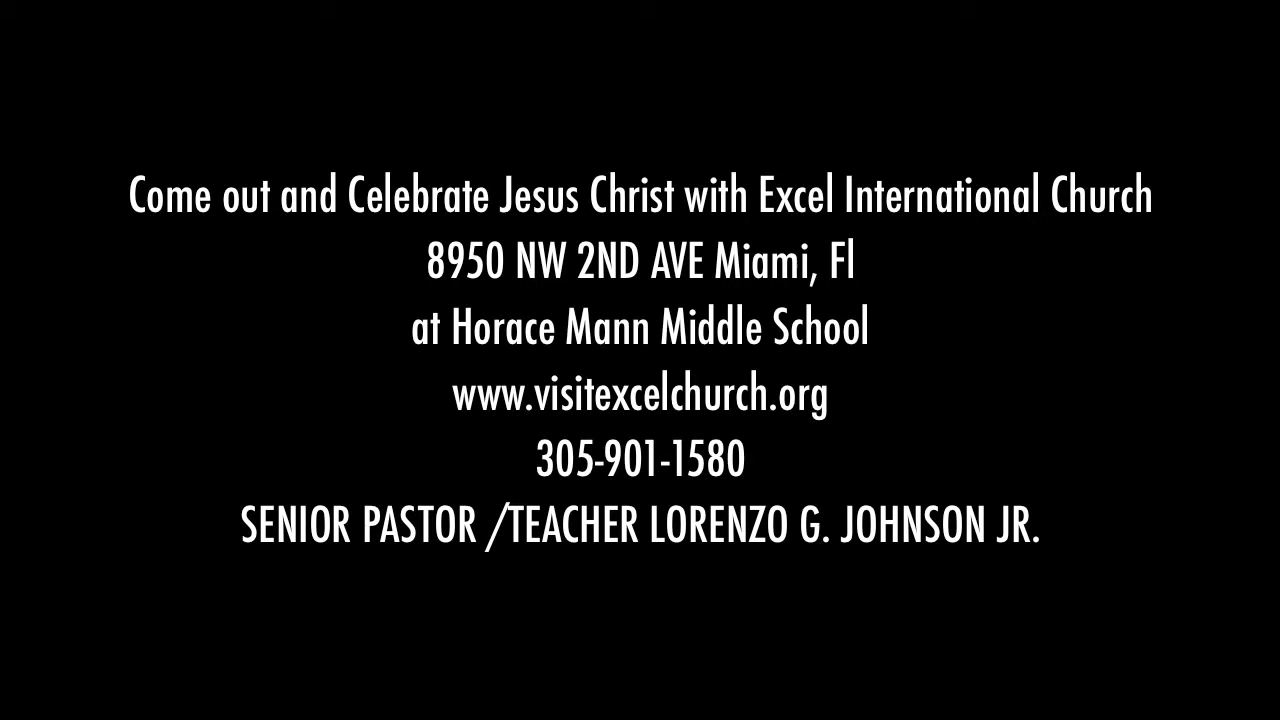 Come out and Celebrate Jesus Christ with Excel International Church
8950 NW 2ND AVE Miami, Fl
at Horace Mann Middle School
www.visitexcelchurch.org
305-901-1580
SENIOR PASTOR /TEACHER LORENZO G. JOHNSON JR.